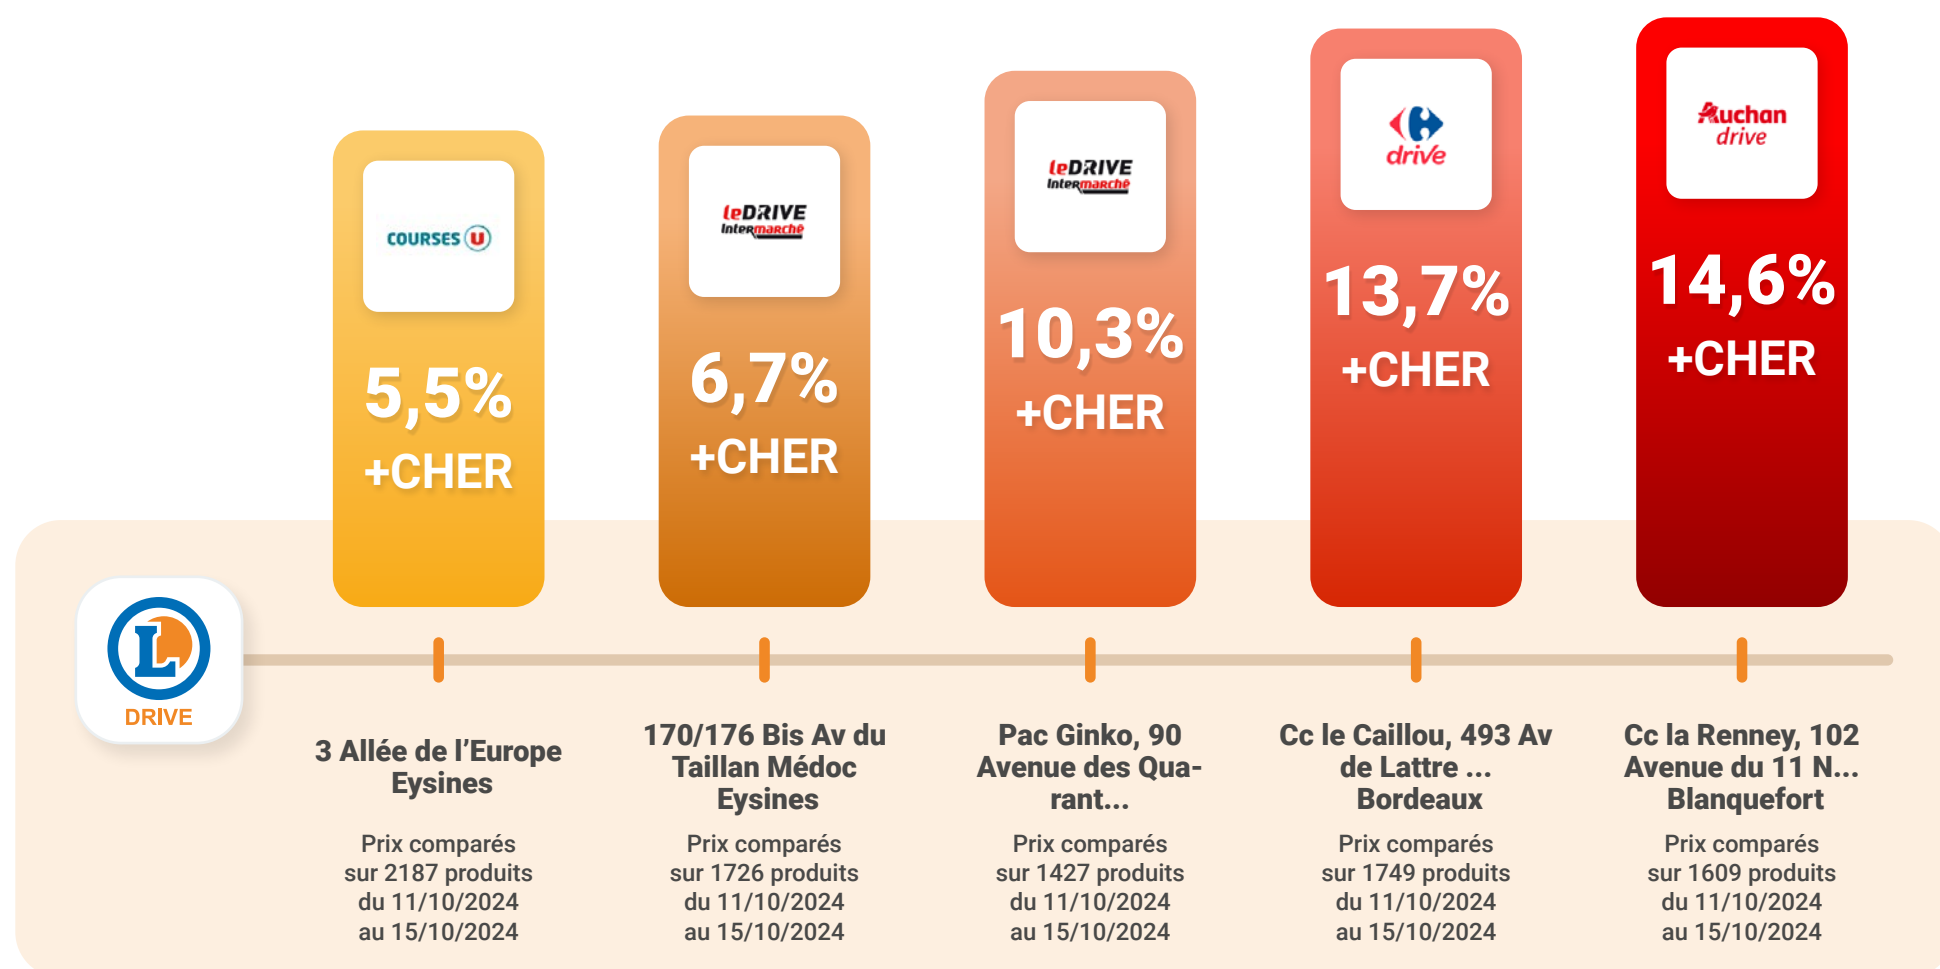 COURSES U
5,5%
+CHER
leDRIVE
Intermarché
6,7%
+CHER
leDRIVE
Intermarché
10,3%
+CHER
drive
13,7%
+CHER
Auchan
drive
14,6%
+CHER
L
DRIVE
3 Allée de l'Europe
Eysines
Prix comparés
sur 2187 produits
du 11/10/2024
au 15/10/2024
170/176 Bis Av du
Taillan Médoc
Eysines
Prix comparés
sur 1726 produits
du 11/10/2024
au 15/10/2024
Pac Ginko, 90
Avenue des Qua-
rant...
Prix comparés
sur 1427 produits
du 11/10/2024
au 15/10/2024
Cc le Caillou, 493 Av
de Lattre ...
Bordeaux
Prix comparés
sur 1749 produits
du 11/10/2024
au 15/10/2024
Cc la Renney, 102
Avenue du 11 N...
Blanquefort
Prix comparés
sur 1609 produits
du 11/10/2024
au 15/10/2024